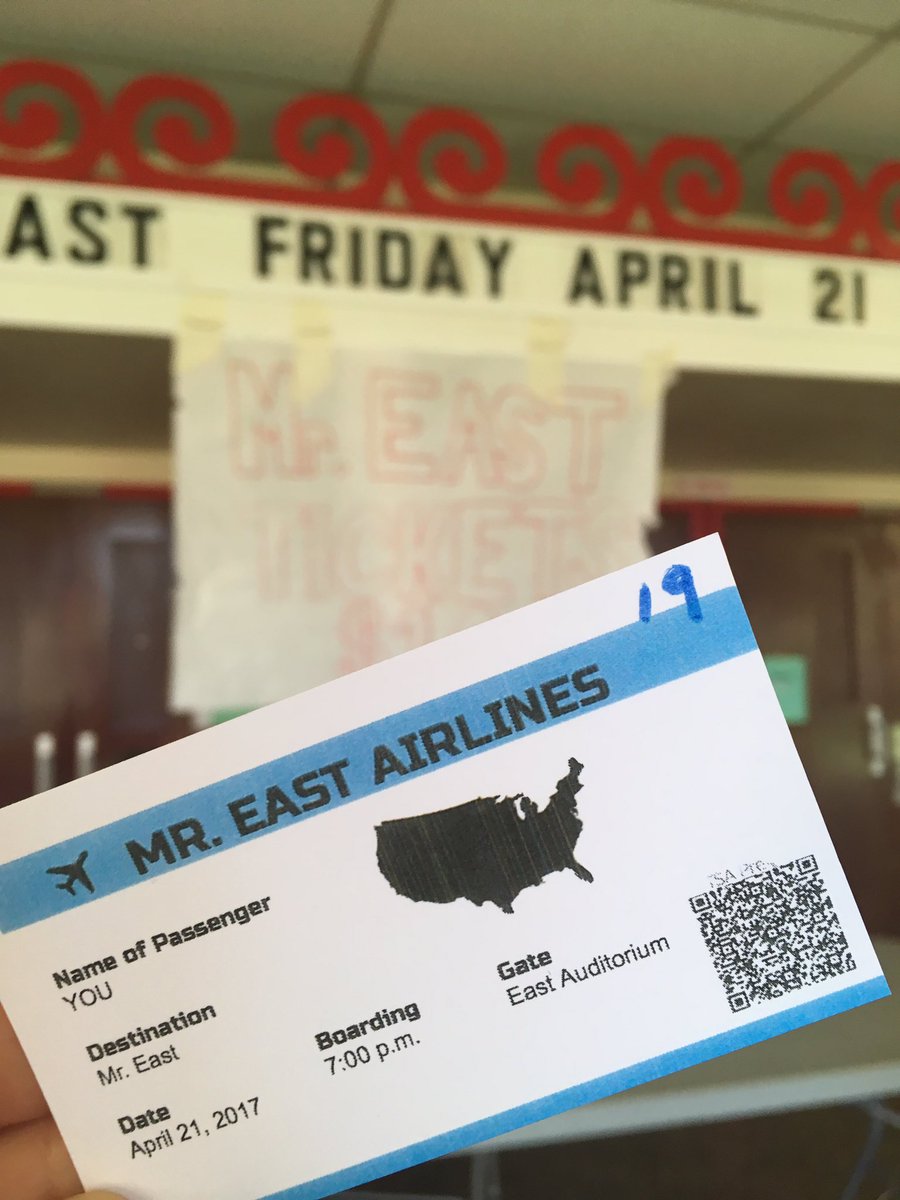 AST FRIDAY APRIL 21
Mr. EAST
TICKETS
19
MR. EAST AIRLINES
Name of Passenger
YOU
Destination
Mr. East
Boarding
7:00 p.m.
Gate
East Auditorium
Date
April 21, 2017